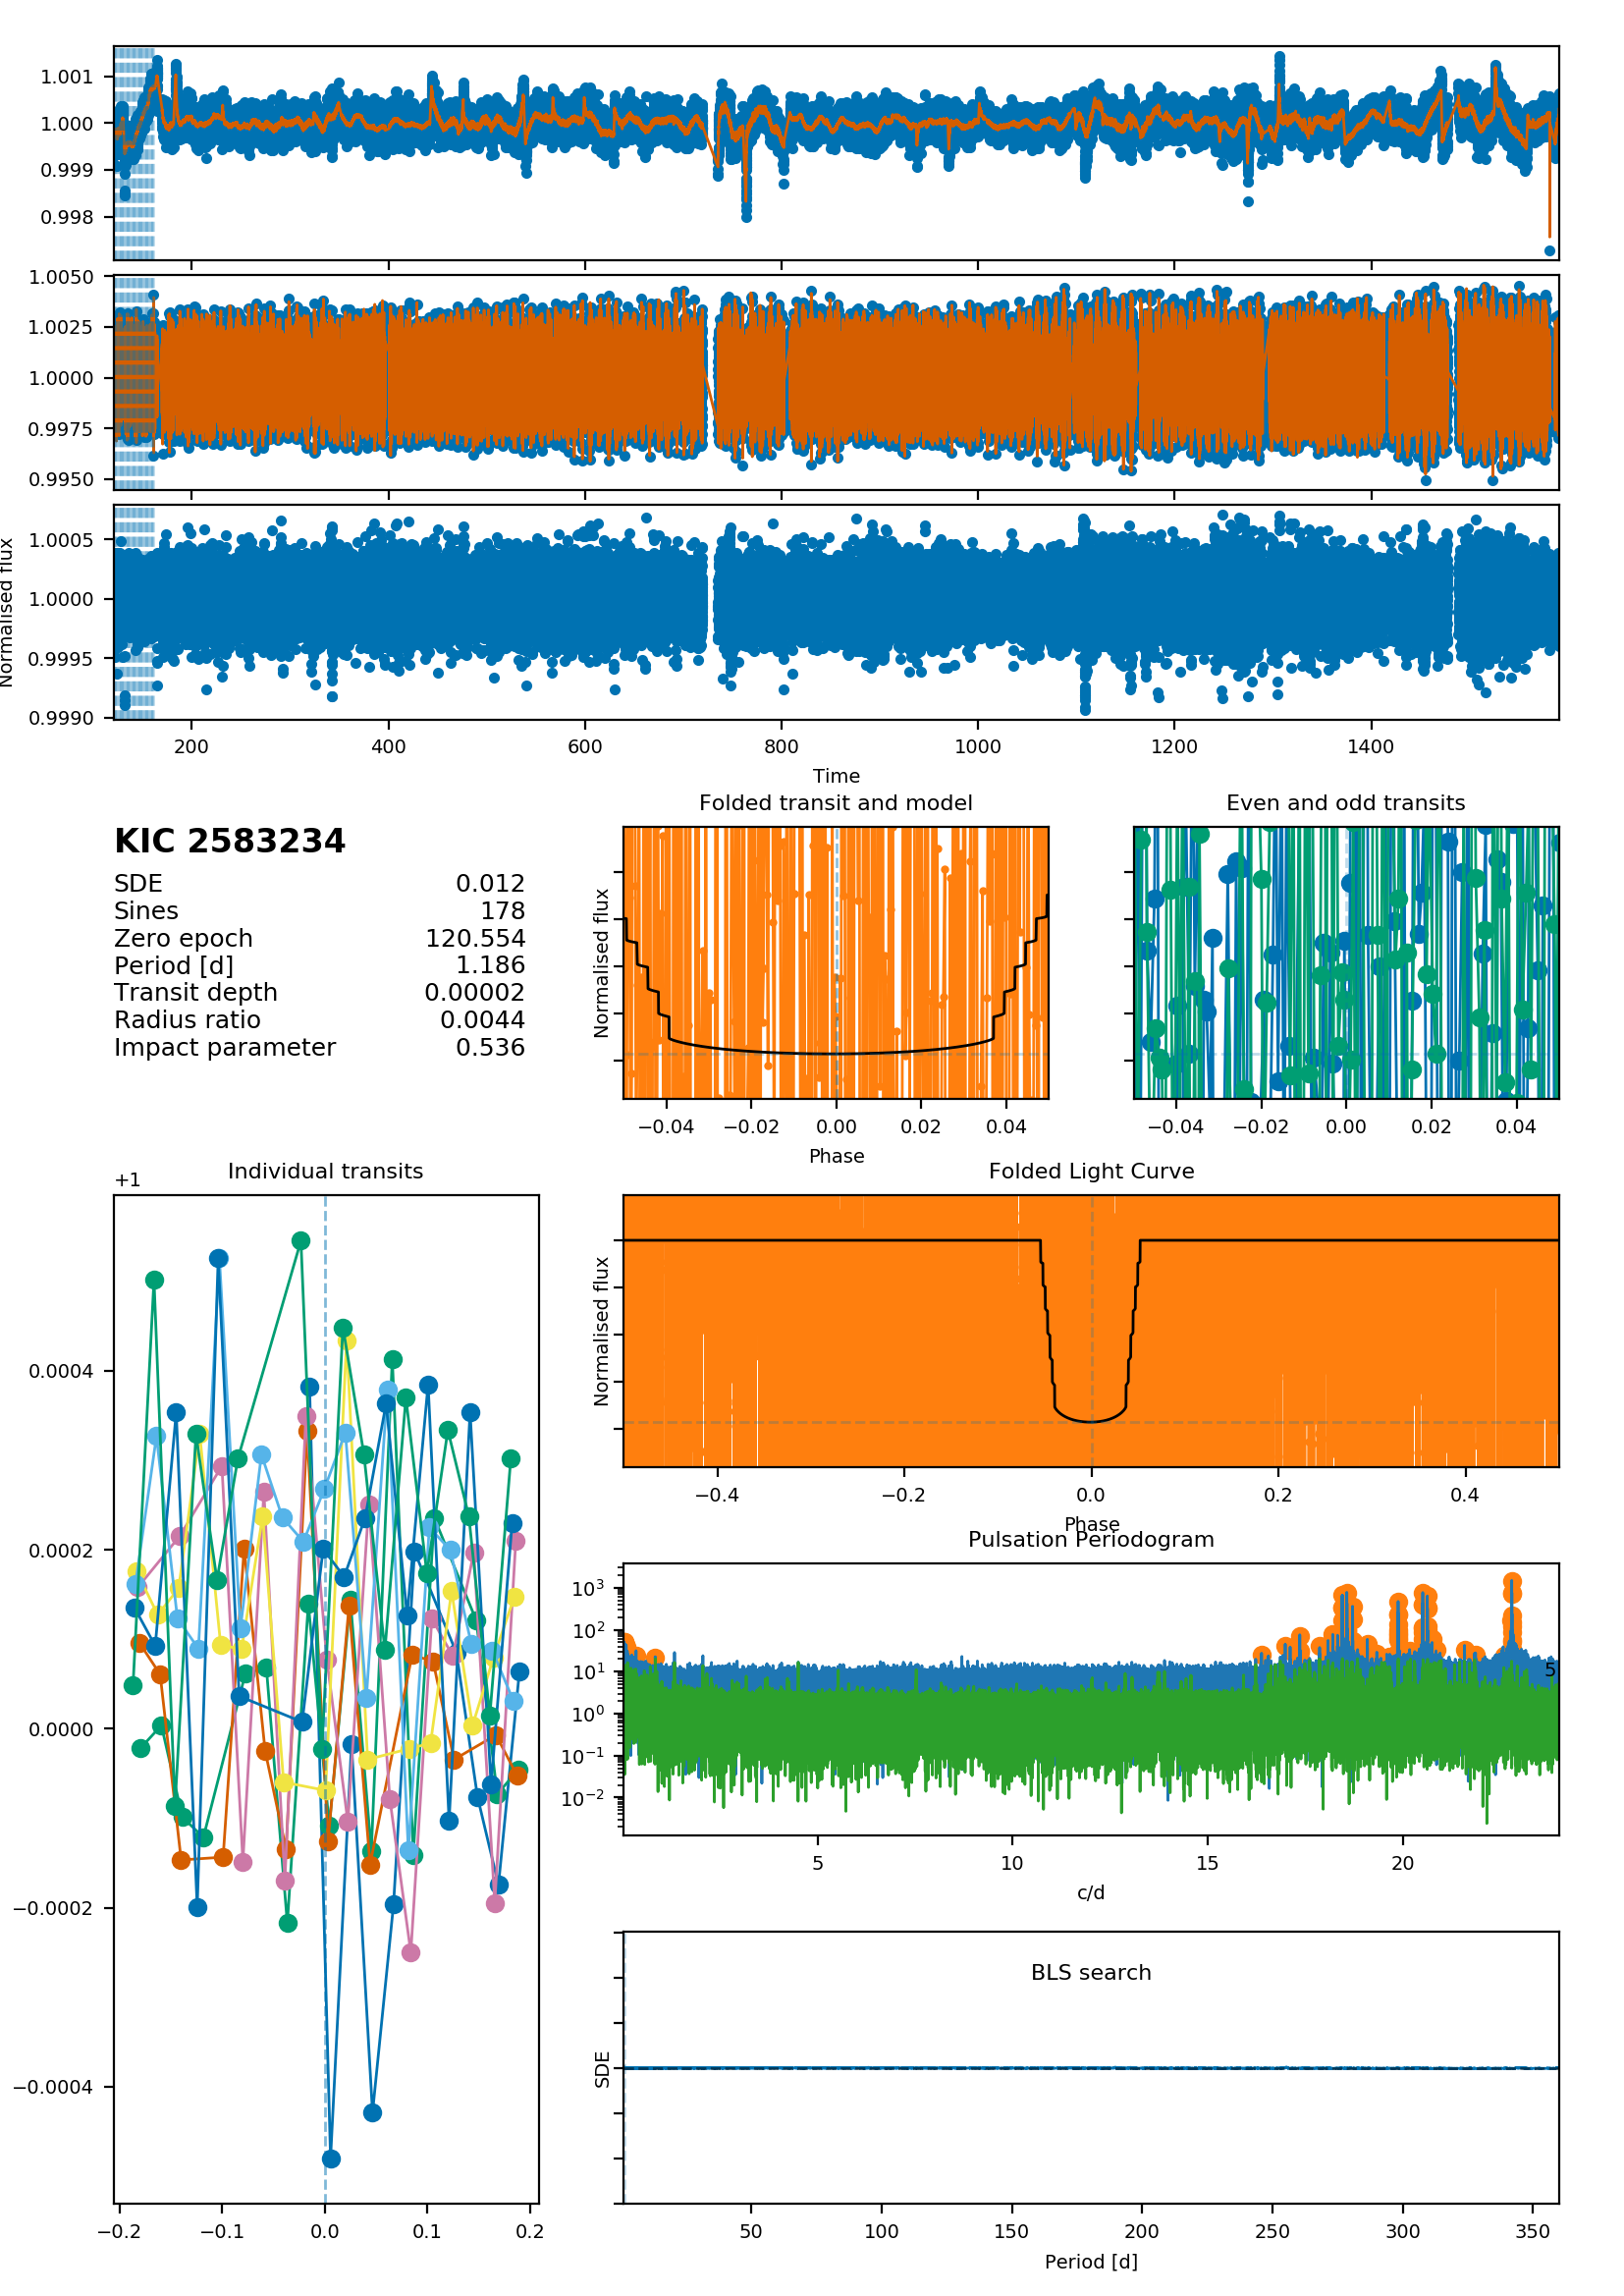 1.001
1.000
0.999
0.998
1.0050
1.0025
1.0000
0.9975
0.9950
1.0005
1.0000
0.9995
0.9990
Normalised flux
200 400 600 800 1000 1200 1400
Time
KIC 2583234
SDE 0.012
Sines 178
Zero epoch 120.554
Period [d] 1.186
Transit depth 0.00002
Radius ratio 0.0044
Impact parameter 0.536
Folded transit and model
Normalised flux
−0.04 −0.02 0.00 0.02 0.04
Phase
Even and odd transits
−0.04 −0.02 0.00 0.02 0.04
Individual transits
+1
0.0004
0.0002
0.0000
−0.0002
−0.0004
−0.2 −0.1 0.0 0.1 0.2
Folded Light Curve
Normalised flux
−0.4 −0.2 0.0 0.2 0.4
Phase
Pulsation Periodogram
10³
10²
10¹
10⁰
10⁻¹
10⁻²
5
5 10 15 20
c/d
BLS search
SDE
50 100 150 200 250 300 350
Period [d]